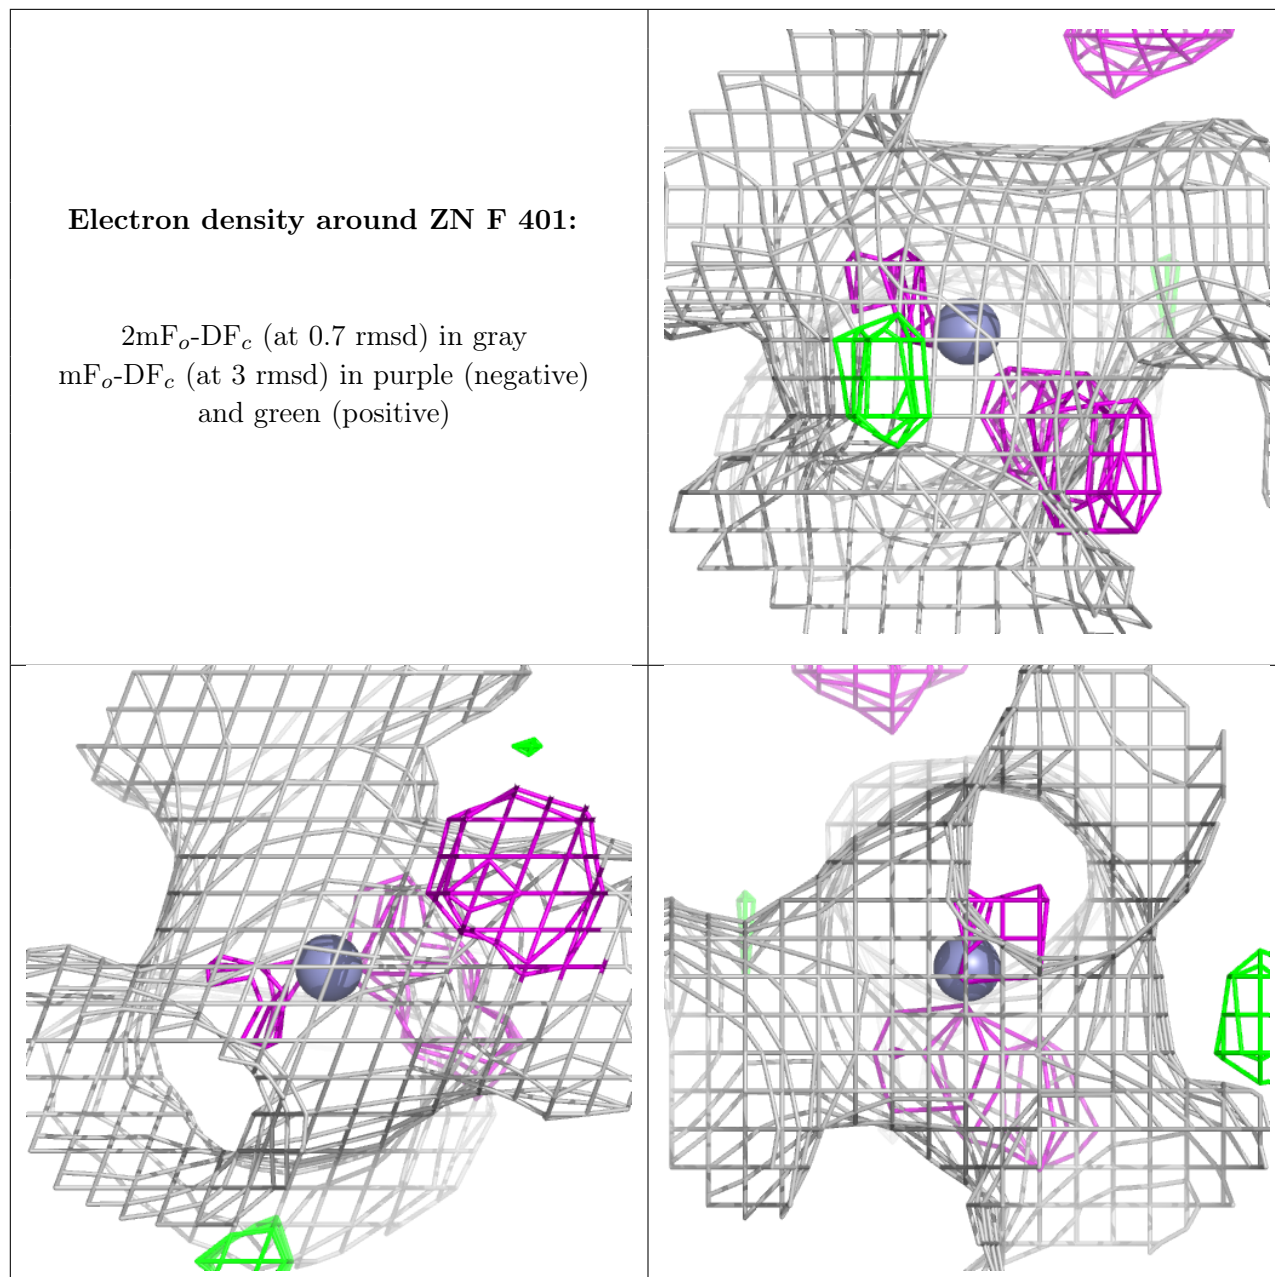 Electron density around ZN F 401:
2mFo-DFc (at 0.7 rmsd) in gray
mFo-DFc (at 3 rmsd) in purple (negative)
and green (positive)